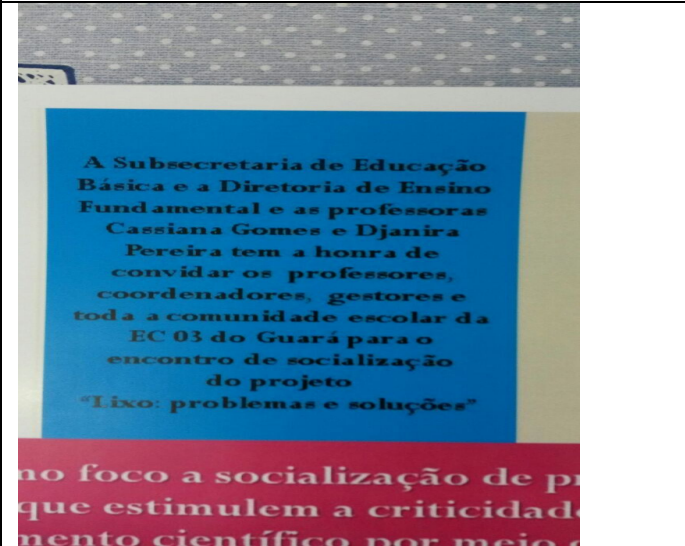 A Subsecretaria de Educação
Básica e a Diretoria de Ensino
Fundamental e as professoras
Cassiana Gomes e Djanira
Pereira tem a honra de
convidar os professores,
coordenadores, gestores e
toda a comunidade escolar da
EC 03 do Guará para o
encontro de socialização
do projeto
“Lixo: problemas e soluções”
no foco a socialização de
que estimulem a
científico por meio